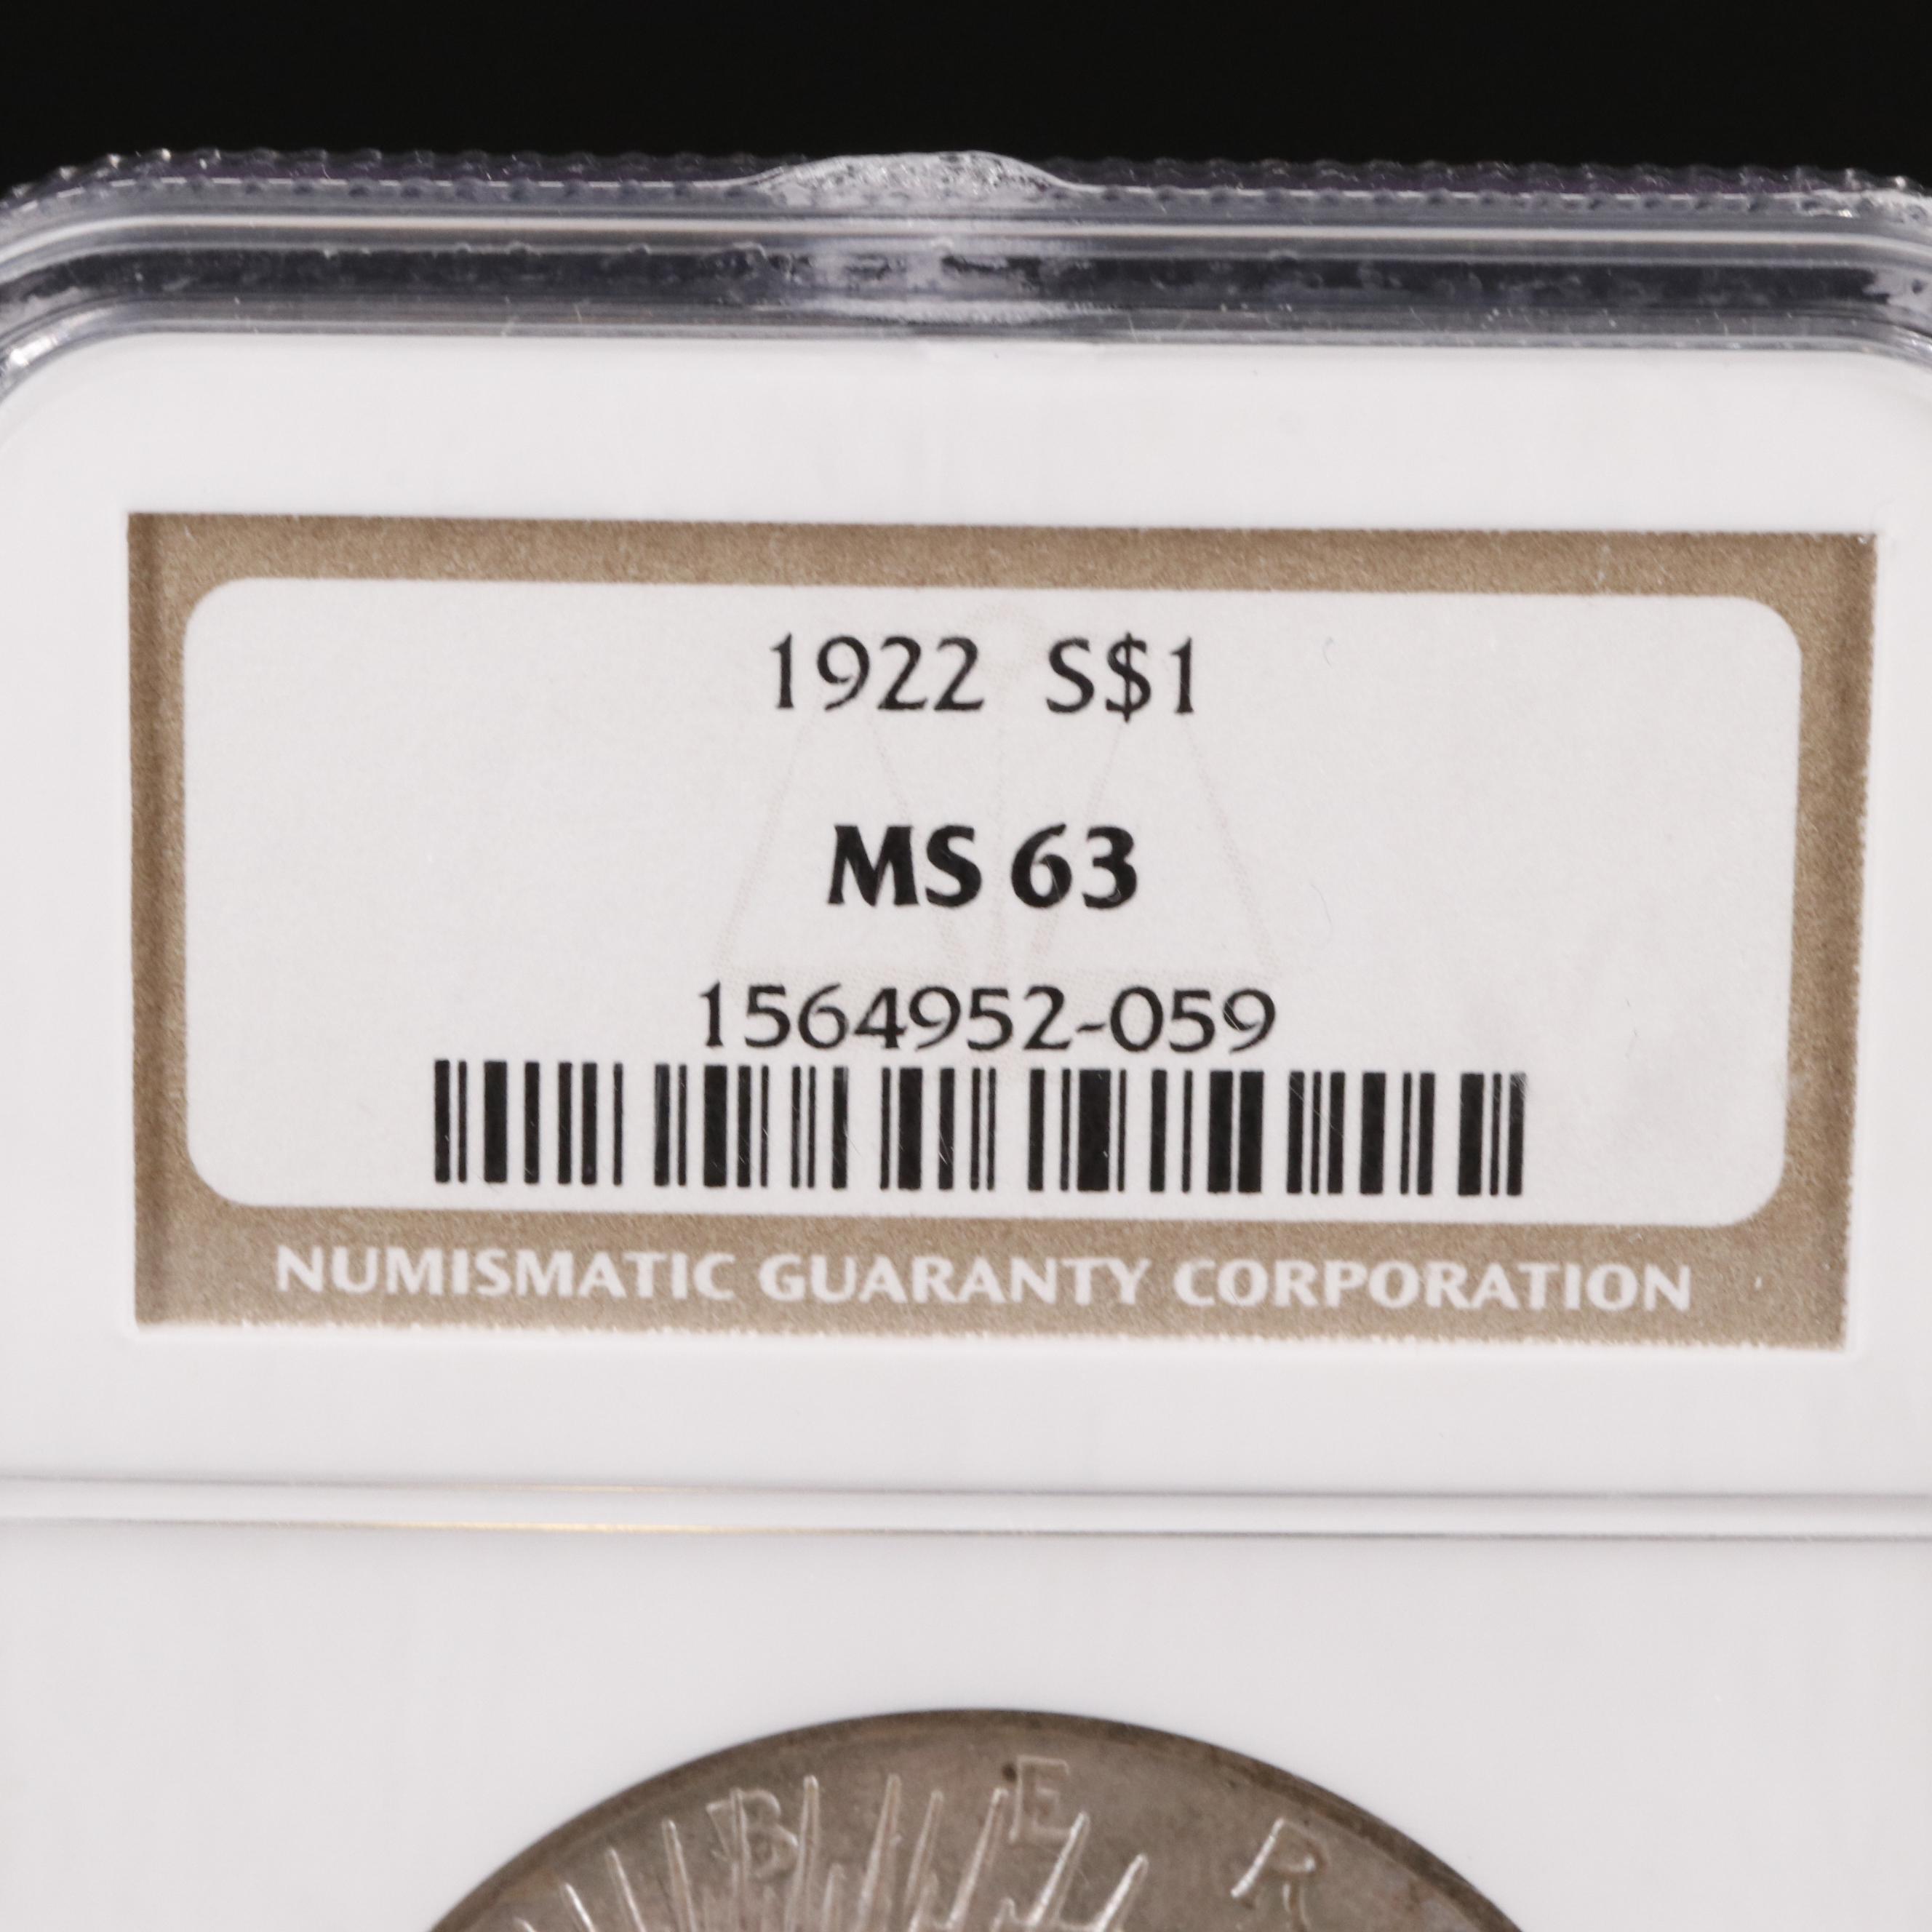 1922 S$1
MS 63
1564952-059
NUMISMATIC GUARANTY CORPORATION
B E R